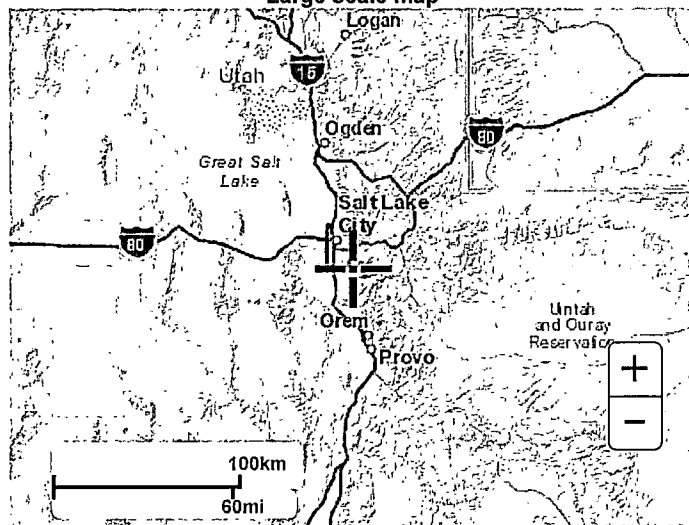 Large Scale Map
Logan
Utah
15
80
Ogden
Great Salt
Lake
Salt Lake
City
80
Uintah
and Ouray
Reservation
Orem
Provo
+
−
100km
60mi